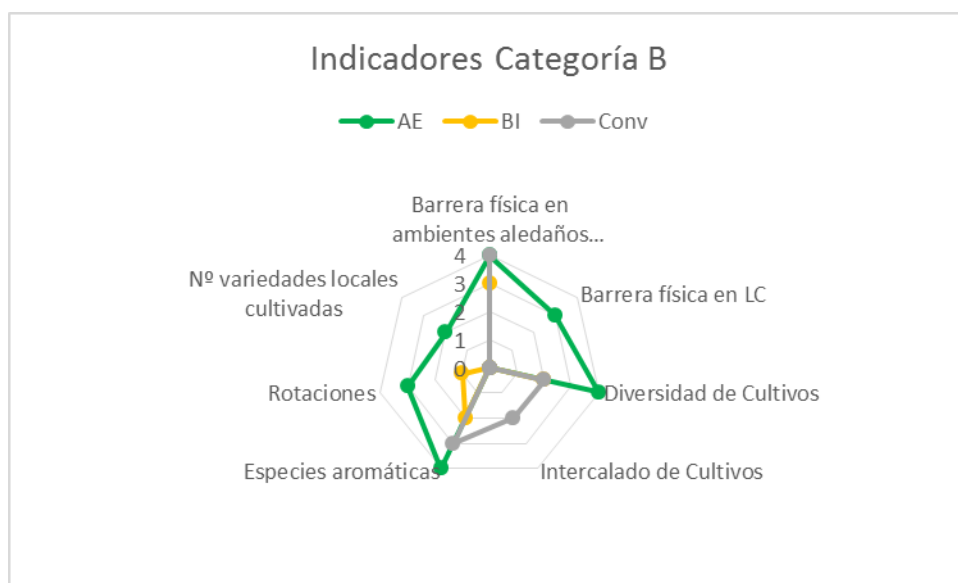 Indicadores Categoría B
AE BI Conv
Barrera física en
ambientes aledaños...
4
3
2
1
0
Nº variedades locales
cultivadas
Barrera física en LC
Rotaciones
Diversidad de Cultivos
Especies aromáticas
Intercalado de Cultivos